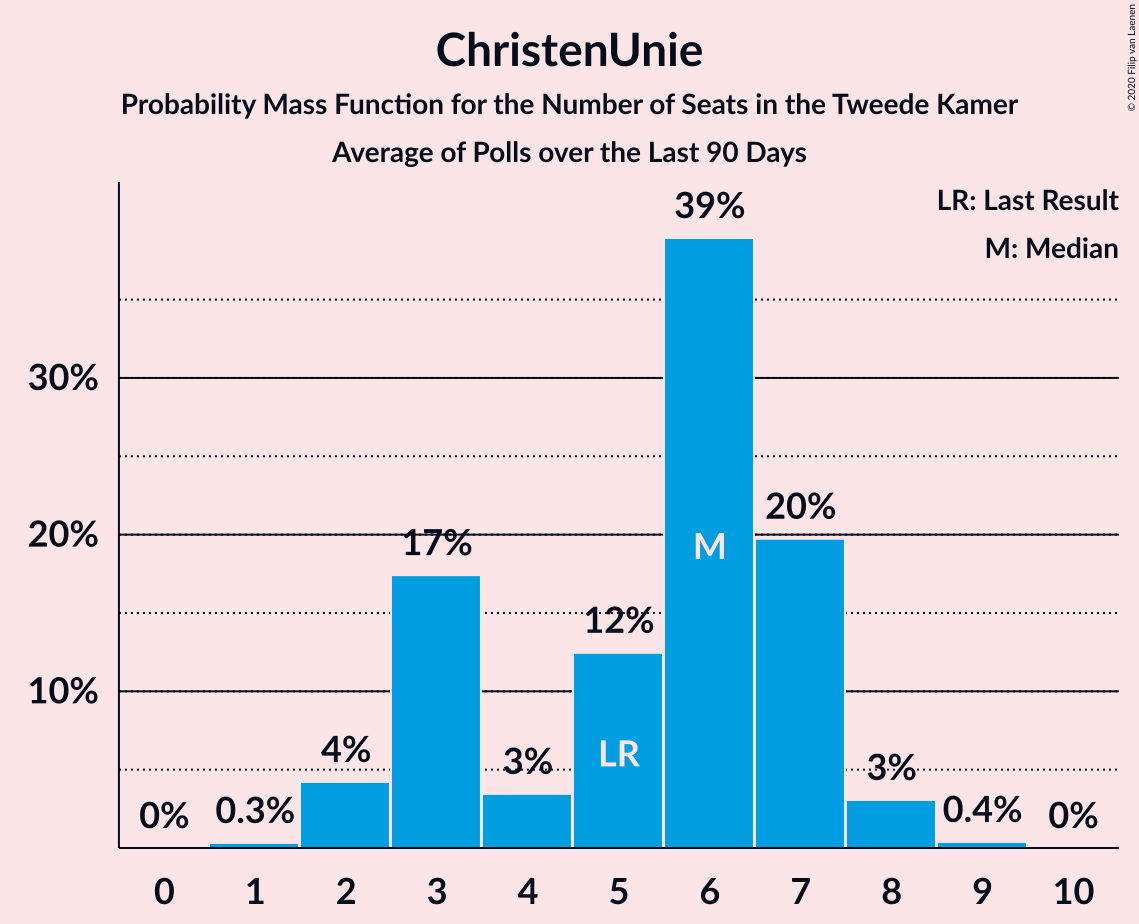 ChristenUnie
Probability Mass Function for the Number of Seats in the Tweede Kamer
Average of Polls over the Last 90 Days
© 2020 Filip van Laenen
LR: Last Result
M: Median
39%
30%
20%
M
20%
17%
12%
10%
LR
4%
3%
3%
0%
0.3%
0.4%
0%
0 1 2 3 4 5 6 7 8 9 10